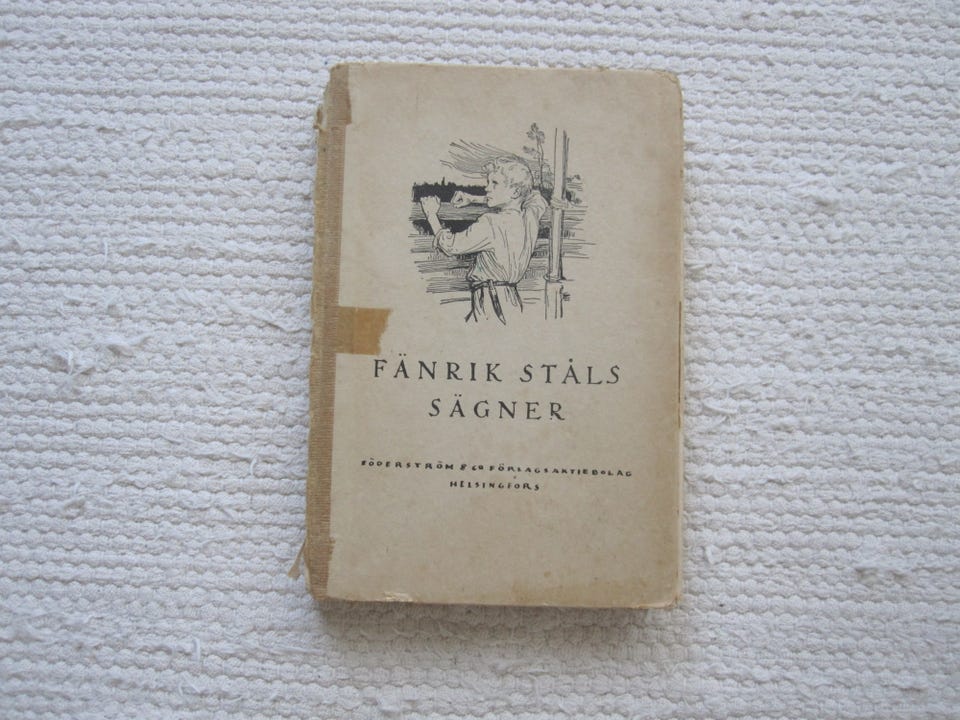 FÄNRIK STÅLS
SÄGNER
SÖDERSTRÖM & CO FÖRLAGSAKTIEBOLAG
HELSINGFORS